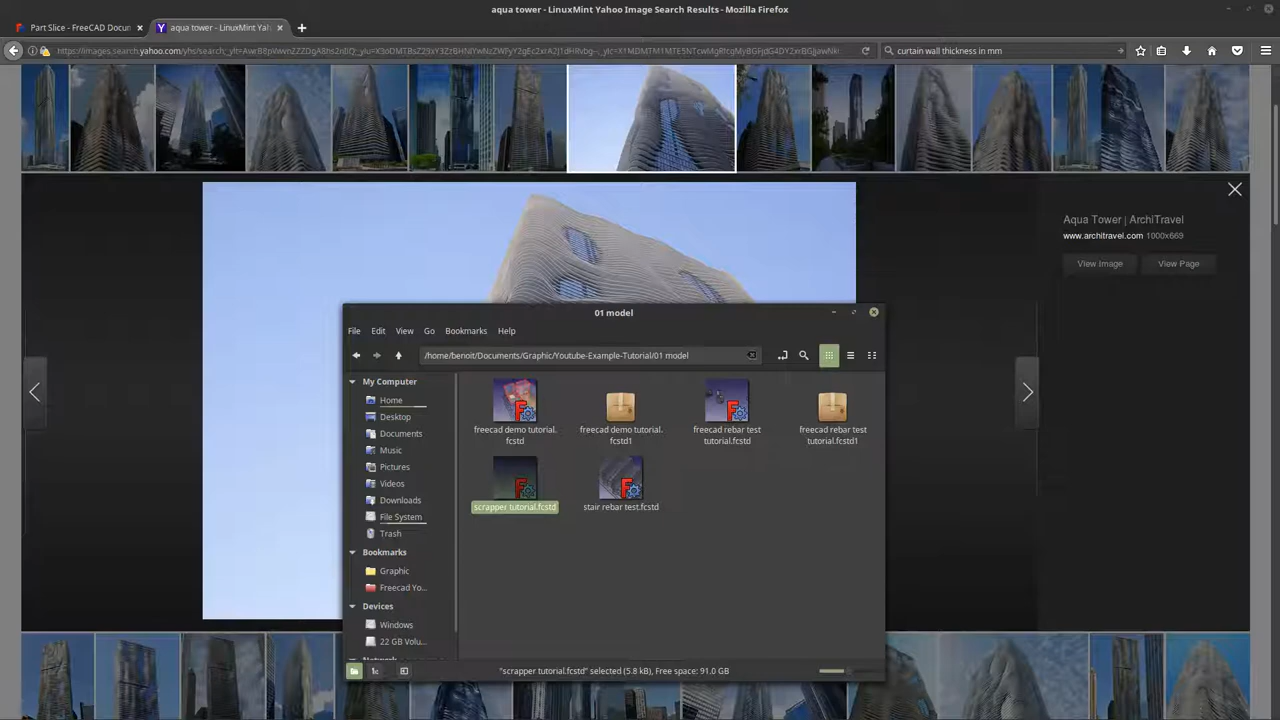 aqua tower - LinuxMint Yahoo Image Search Results - Mozilla Firefox
Part Slice - FreeCAD Docum
aqua tower - LinuxMint Yah
curtain wall thickness in mm
Aqua Tower | ArchiTravel
www.architravel.com 1000x669
View Image
View Page
01 model
File Edit View Go Bookmarks Help
/home/benoit/Documents/Graphic/Youtube-Example-Tutorial/01 model
My Computer
Home
Desktop
Documents
Music
Pictures
Videos
Downloads
File System
Trash
Bookmarks
Graphic
Freecad Yo...
Devices
Windows
22 GB Volu...
freecad demo tutorial.
fcstd
freecad demo tutorial.
fcstd1
freecad rebar test
tutorial.fcstd
freecad rebar test
tutorial.fcstd1
scrapper tutorial.fcstd
stair rebar test.fcstd
"scrapper tutorial.fcstd" selected (5.8 kB), Free space: 91.0 GB